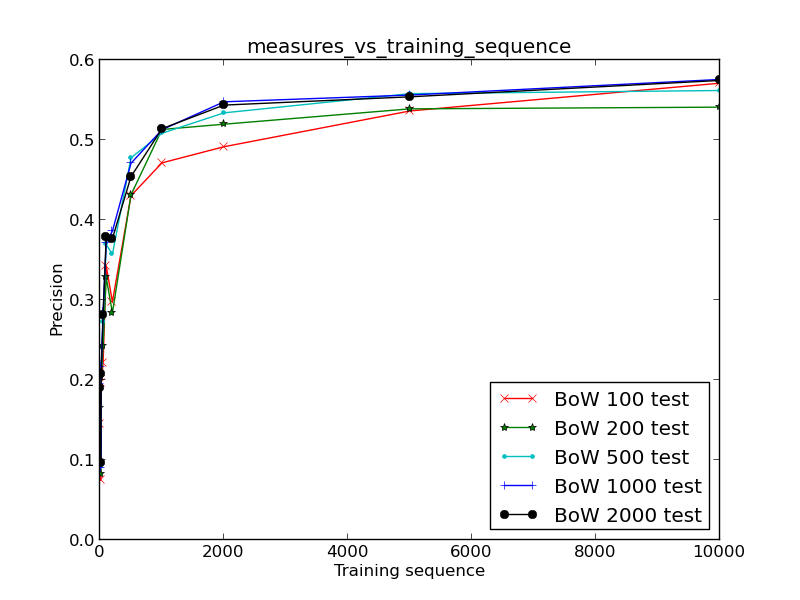 measures_vs_training_sequence
0.6
0.5
0.4
0.3
0.2
0.1
0.0
Precision
0
2000
4000
6000
8000
10000
Training sequence
BoW 100 test
BoW 200 test
BoW 500 test
BoW 1000 test
BoW 2000 test